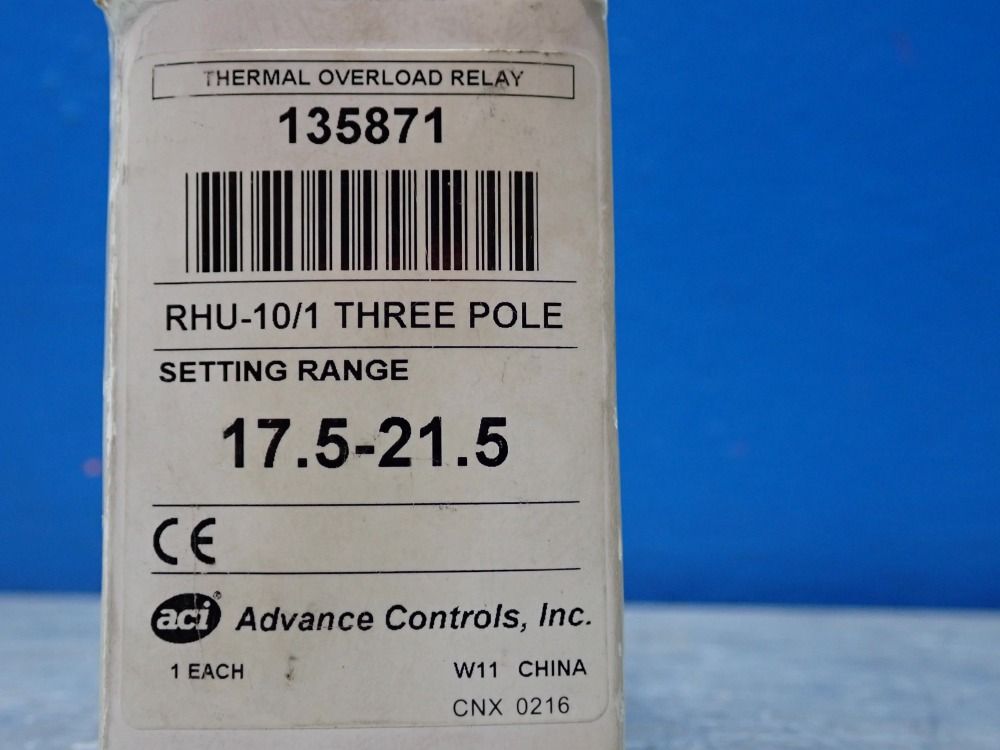 THERMAL OVERLOAD RELAY
135871
RHU-10/1 THREE POLE
SETTING RANGE
17.5-21.5
CE
aci® Advance Controls, Inc.
1 EACH W11 CHINA
CNX 0216